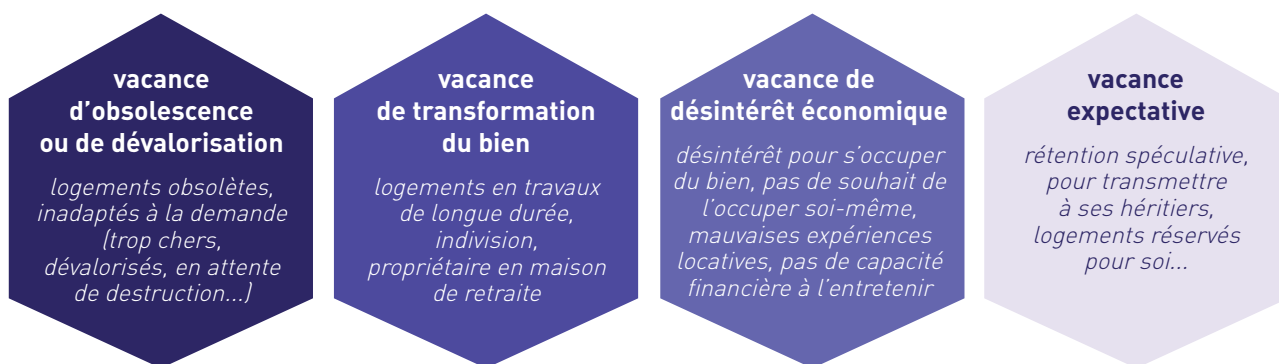 vacance
d'obsolescence
ou de dévalorisation
logements obsolètes,
inadaptés à la demande
(trop chers,
dévalorisés, en attente
de destruction...)
vacance
de transformation
du bien
logements en travaux
de longue durée,
indivision,
propriétaire en maison
de retraite
vacance de
désintérêt économique
désintérêt pour s'occuper
du bien, pas de souhait de
l'occuper soi-même,
mauvaises expériences
locatives, pas de capacité
financière à l'entretenir
vacance
expectative
rétention spéculative,
pour transmettre
à ses héritiers,
logements réservés
pour soi...